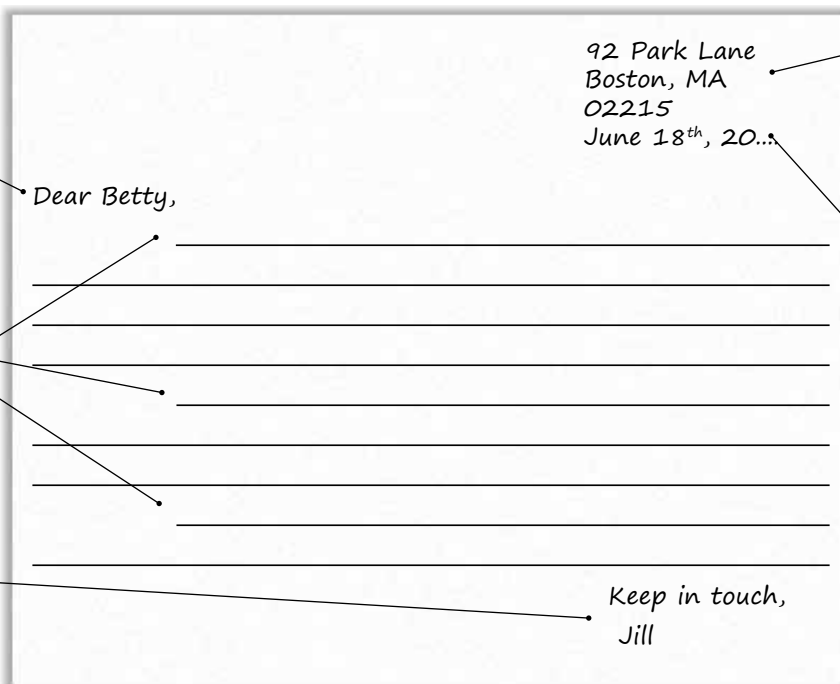 92 Park Lane
Boston, MA
02215
June 18th, 20...
Dear Betty,
Keep in touch,
Jill